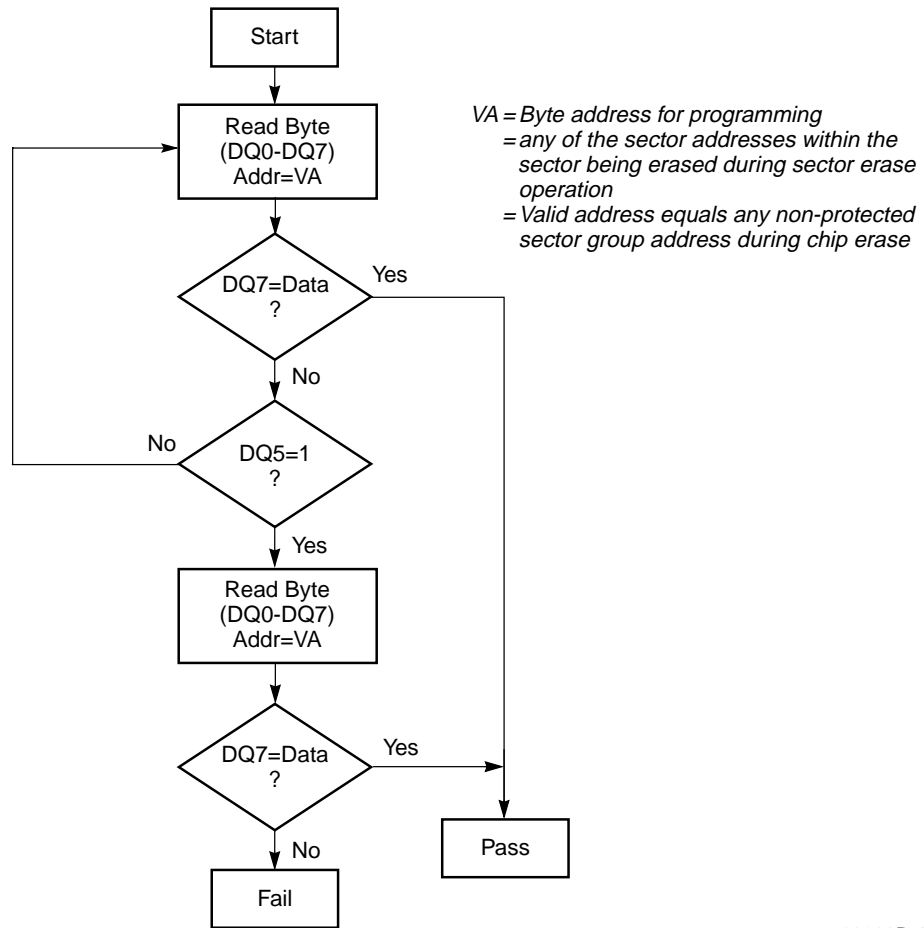 Start
Read Byte
(DQ0-DQ7)
Addr=VA
VA = Byte address for programming
= any of the sector addresses within the
sector being erased during sector erase
operation
= Valid address equals any non-protected
sector group address during chip erase
DQ7=Data
?
Yes
No
DQ5=1
?
No
Yes
Read Byte
(DQ0-DQ7)
Addr=VA
DQ7=Data
?
Yes
No
Pass
Fail